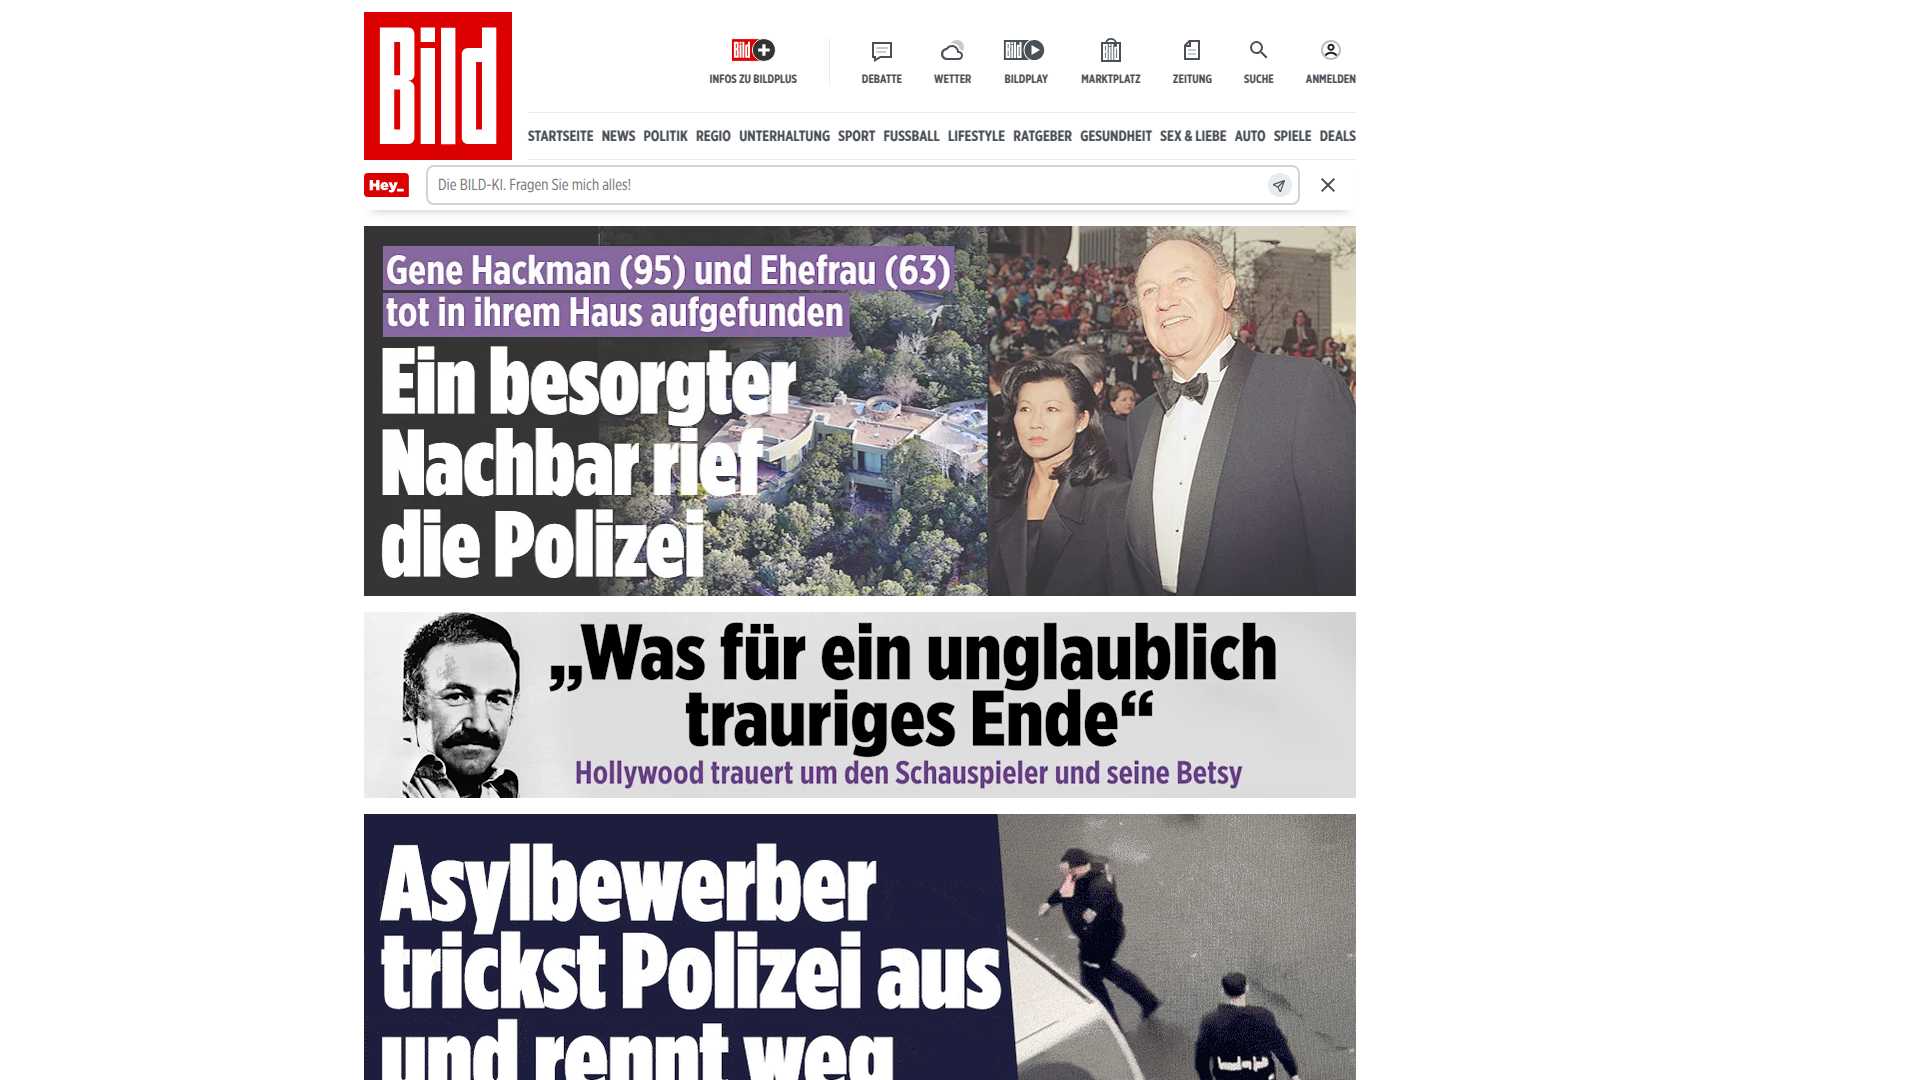 Bild
Bild
INFOS ZU BILDPLUS
DEBATTE
WETTER
Bild
BILDPLAY
Bild
MARKTPLATZ
ZEITUNG
SUCHE
ANMELDEN
STARTSEITE NEWS POLITIK REGIO UNTERHALTUNG SPORT FUSSBALL LIFESTYLE RATGEBER GESUNDHEIT SEX & LIEBE AUTO SPIELE DEALS
Hey_
Die BILD-KI. Fragen Sie mich alles!
Gene Hackman (95) und Ehefrau (63)
tot in ihrem Haus aufgefunden
Ein besorgter
Nachbar rief
die Polizei
„Was für ein unglaublich
trauriges Ende“
Hollywood trauert um den Schauspieler und seine Betsy
Asylbewerber
trickst Polizei aus
und rennt weg